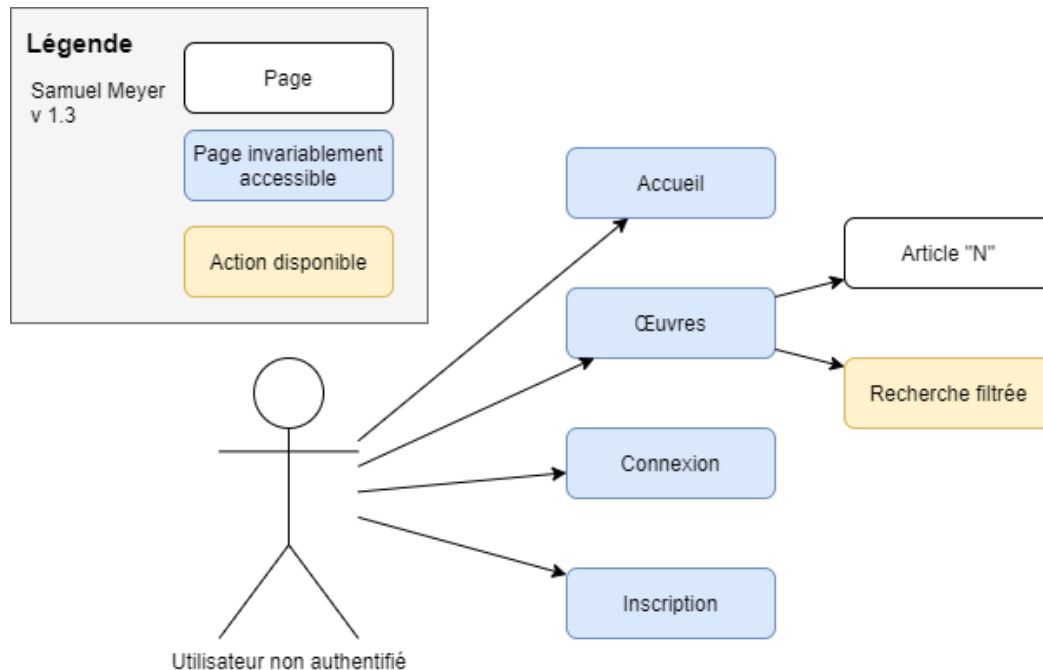 Légende
Samuel Meyer
v 1.3
Page
Page invariablement
accessible
Action disponible
Accueil
Article "N"
Œuvres
Recherche filtrée
Connexion
Inscription
Utilisateur non authentifié